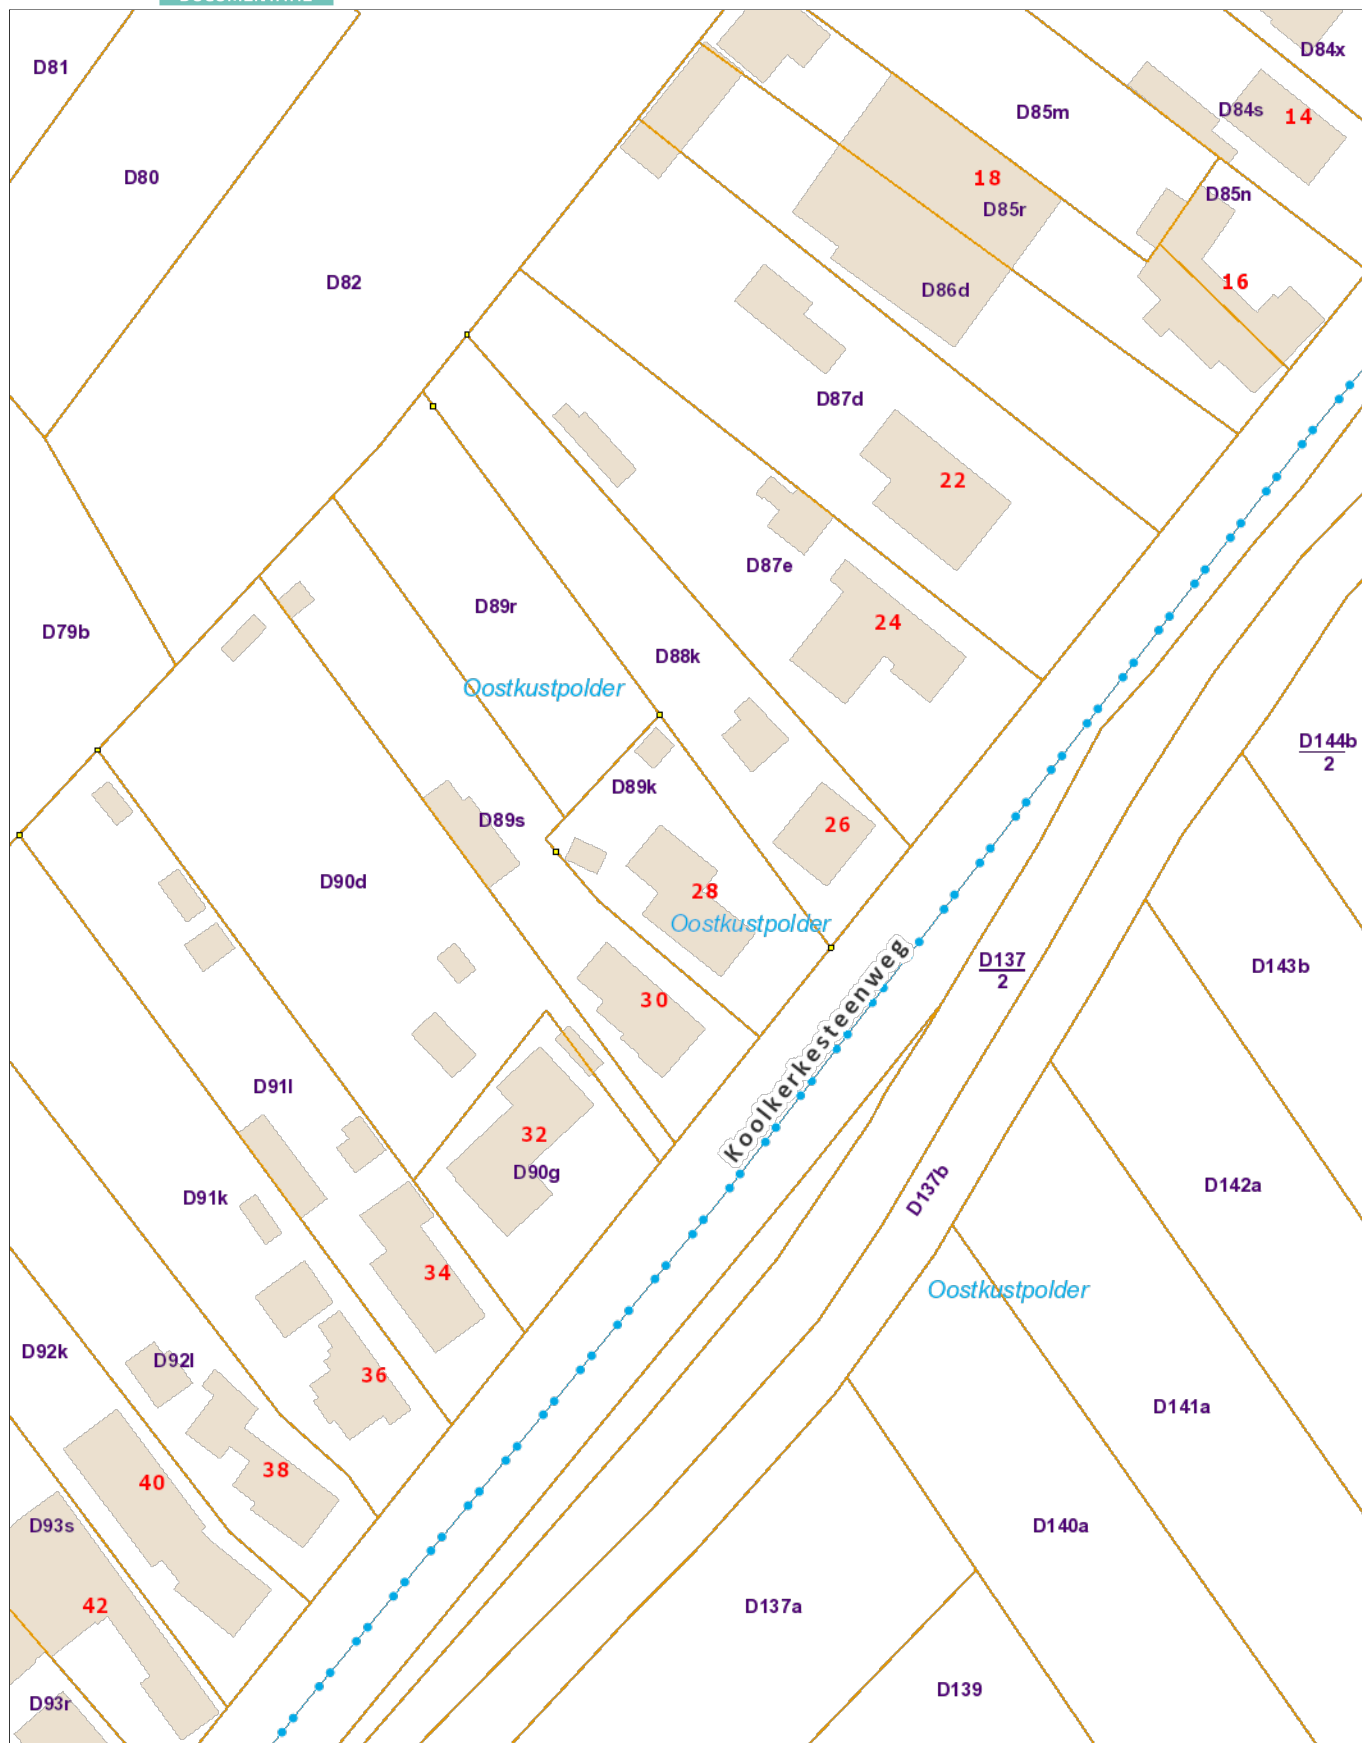 D81
D84x
D85m
D84s
14
D80
18
D85n
D85r
D82
16
D86d
D87d
22
D87e
D89r
24
D79b
D88k
Oostkustpolder
D144b
2
D89k
D89s
26
D90d
28
Oostkustpolder
D137
2
D143b
30
Koolkerkesteenweg
D91l
32
D90g
D142a
D137b
D91k
34
Oostkustpolder
D92k
D92l
36
D141a
38
40
D93s
D140a
42
D137a
D139
D93r